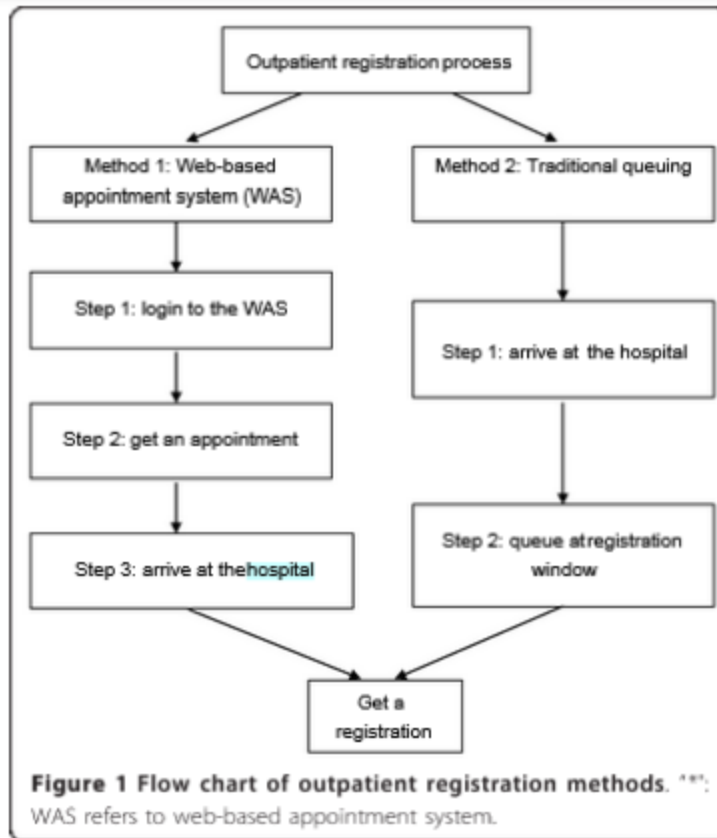 Outpatient registration process
Method 1: Web-based
appointment system (WAS)
Method 2: Traditional queuing
Step 1: login to the WAS
Step 1: arrive at the hospital
Step 2: get an appointment
Step 2: queue atregistration
window
Step 3: arrive at thehospital
Get a
registration
Figure 1 Flow chart of outpatient registration methods. "*":
WAS refers to web-based appointment system.